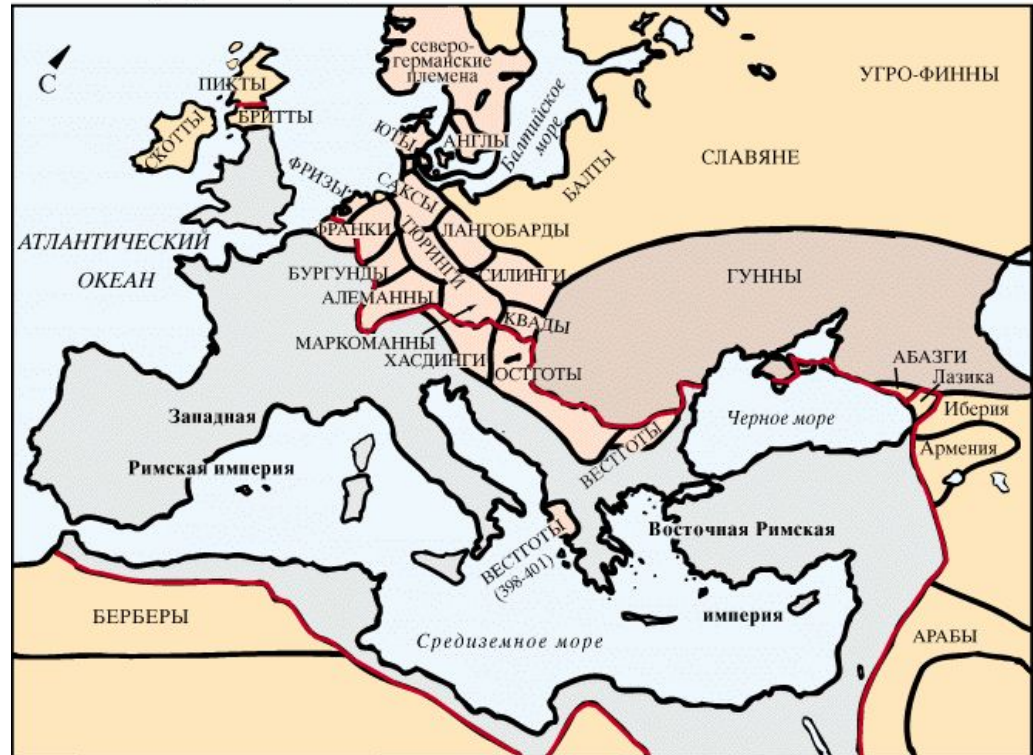 северо-
германские
племена
УГРО-ФИННЫ
С
ПИКТЫ
БРИТТЫ
СКОТТЫ
ЮТЫ
АНГЛЫ
Балтийское
море
БАЛТЫ
СЛАВЯНЕ
ФРИЗЫ
САКСЫ
ФРАНКИ
ТЮРИНГИ
ЛАНГОБАРДЫ
АТЛАНТИЧЕСКИЙ
ОКЕАН
БУРГУНДЫ
СИЛИНГИ
ГУННЫ
АЛЕМАННЫ
КВАДЫ
МАРКОМАННЫ
ХАСДИНГИ
ОСТГОТЫ
АБАЗГИ
Лазика
Иберия
Армения
Черное море
Западная
Римская империя
ВЕСТГОТЫ
ВЕСТГОТЫ
(398-401)
Восточная Римская
империя
БЕРБЕРЫ
Средиземное море
АРАБЫ